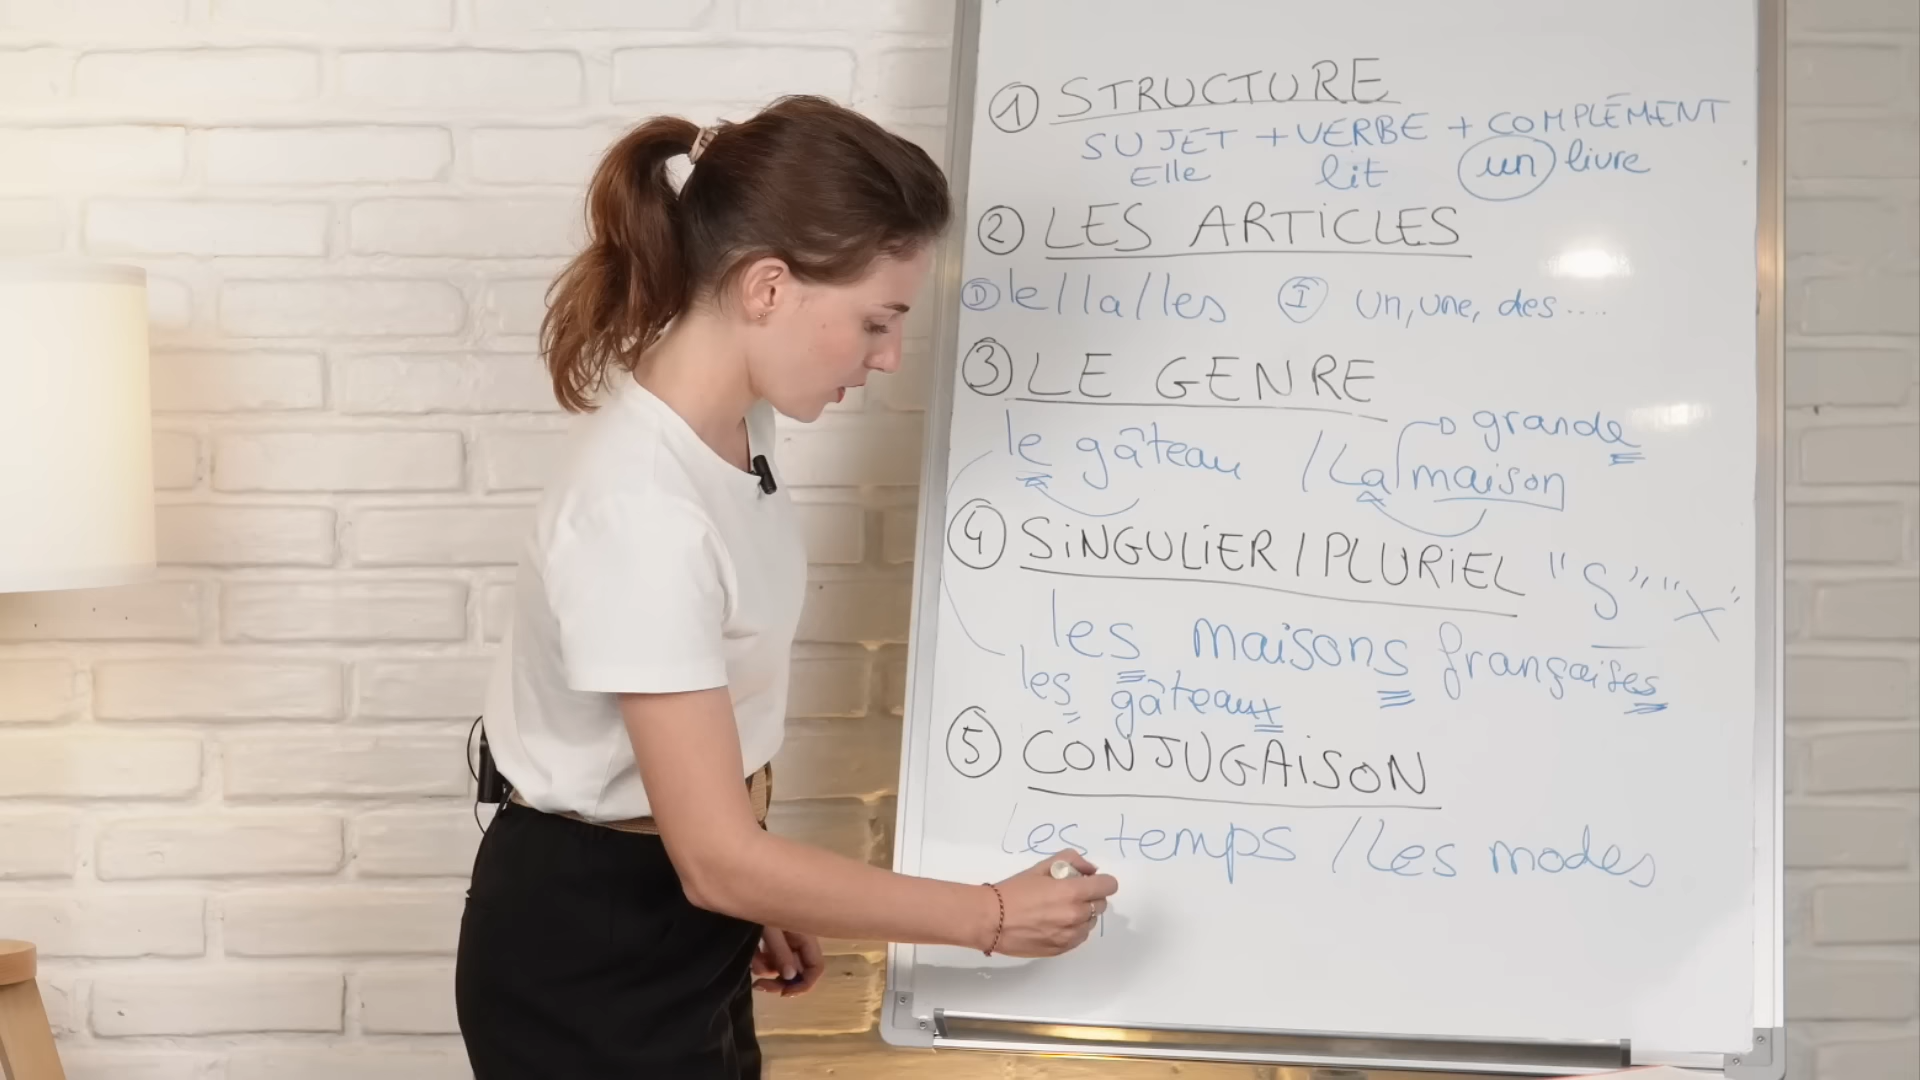 ① STRUCTURE
SUJET + VERBE + COMPLÉMENT
Elle lit un livre
② LES ARTiCLES
Ⓓ le/la/les Ⓘ un, une, des....
③ LE GENRE
grande
le gâteau / La maison
④ SiNGULiER / PLURiEL "S" "X"
les maisons françaises
les gâteaux
⑤ CONJUGAiSON
Les temps / Les modes